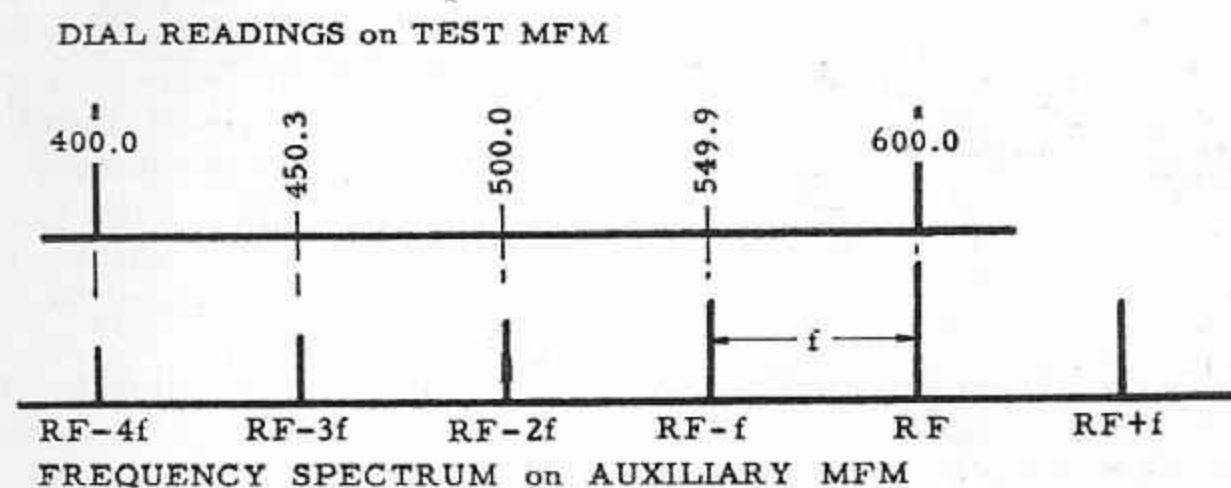 DIAL READINGS on TEST MFM
400.0 450.3 500.0 549.9 600.0
f
RF-4f RF-3f RF-2f RF-f RF RF+f
FREQUENCY SPECTRUM on AUXILIARY MFM